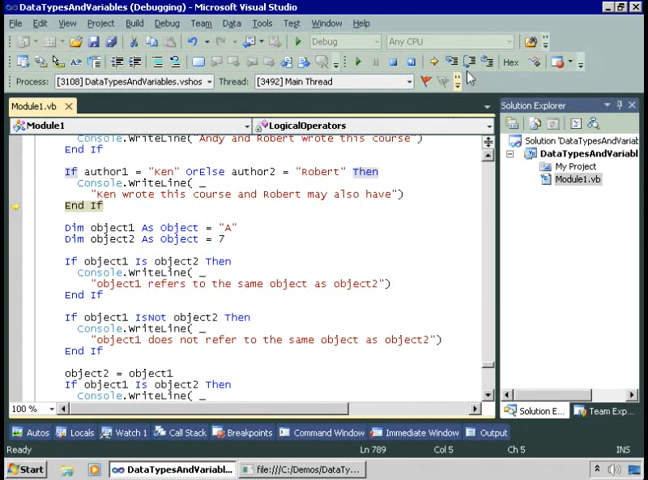 DataTypesAndVariables (Debugging) - Microsoft Visual Studio
File Edit View Project Build Debug Team Data Tools Test Window Help
Debug Any CPU
Hex
Process: [3108] DataTypesAndVariables.vshos Thread: [3492] Main Thread
Module1.vb
Module1 LogicalOperators
Console.WriteLine("Andy and Robert wrote this course")
End If
If author1 = "Ken" OrElse author2 = "Robert" Then
Console.WriteLine( _
"Ken wrote this course and Robert may also have")
End If
Dim object1 As Object = "A"
Dim object2 As Object = 7
If object1 Is object2 Then
Console.WriteLine( _
"object1 refers to the same object as object2")
End If
If object1 IsNot object2 Then
Console.WriteLine( _
"object1 does not refer to the same object as object2")
End If
object2 = object1
If object1 Is object2 Then
Console.WriteLine( _
100 %
Solution Explorer
Solution 'DataTypesAndVaria
DataTypesAndVariabl
My Project
Module1.vb
Solution E... Team Exp...
Autos Locals Watch 1 Call Stack Breakpoints Command Window Immediate Window Output
Ready Ln 789 Col 5 Ch 5 INS
Start DataTypesAndVariabl... file:///C:/Demos/DataTy...